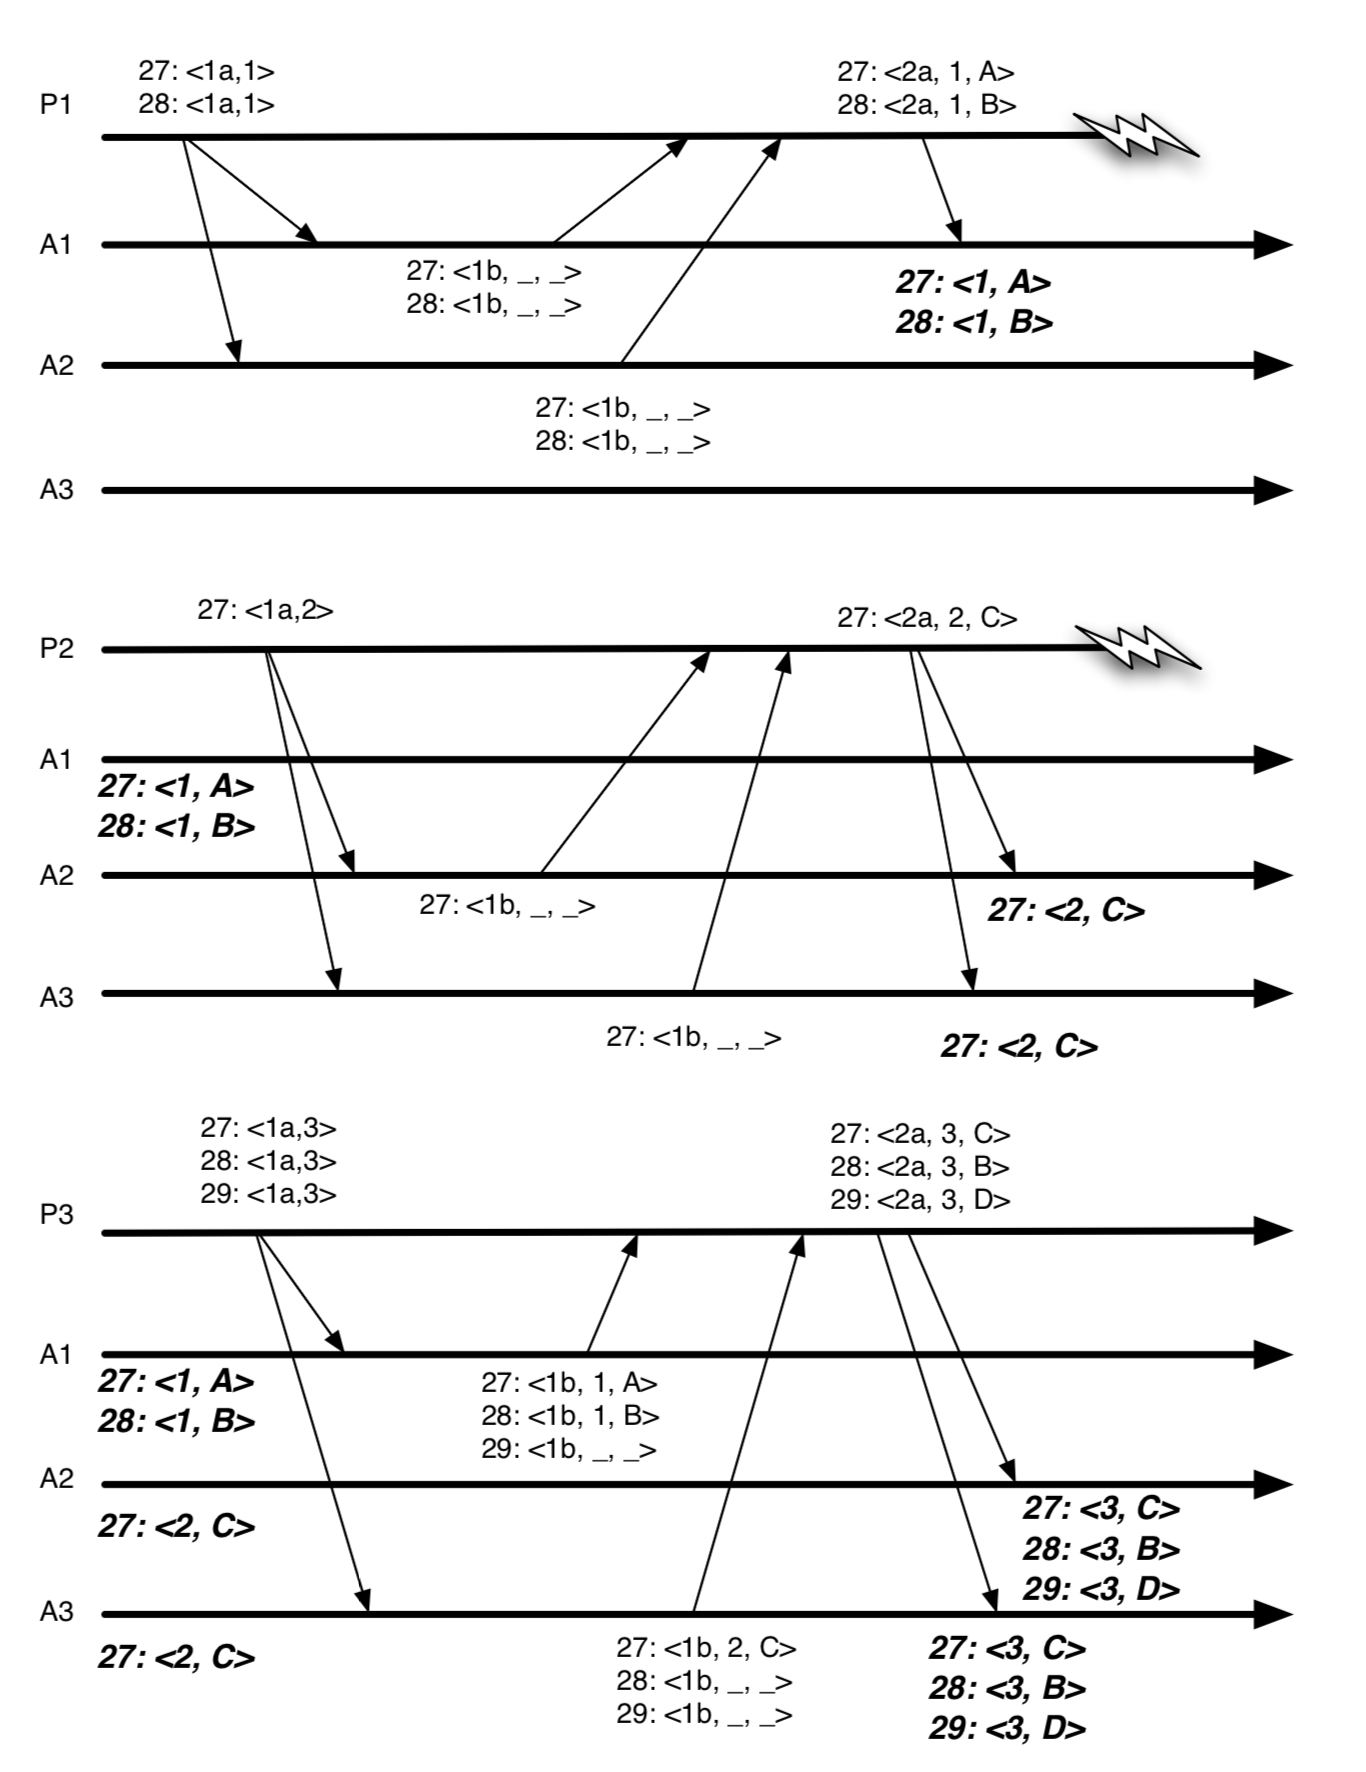 27: <1a,1>
28: <1a,1>
27: <2a, 1, A>
28: <2a, 1, B>
P1
A1
27: <1b, _, _>
28: <1b, _, _>
27: <1, A>
28: <1, B>
A2
27: <1b, _, _>
28: <1b, _, _>
A3
27: <1a,2>
27: <2a, 2, C>
P2
A1
27: <1, A>
28: <1, B>
A2
27: <1b, _, _>
27: <2, C>
A3
27: <1b, _, _>
27: <2, C>
27: <1a,3>
28: <1a,3>
29: <1a,3>
27: <2a, 3, C>
28: <2a, 3, B>
29: <2a, 3, D>
P3
A1
27: <1, A>
28: <1, B>
27: <1b, 1, A>
28: <1b, 1, B>
29: <1b, _, _>
A2
27: <2, C>
27: <3, C>
28: <3, B>
29: <3, D>
A3
27: <2, C>
27: <1b, 2, C>
28: <1b, _, _>
29: <1b, _, _>
27: <3, C>
28: <3, B>
29: <3, D>